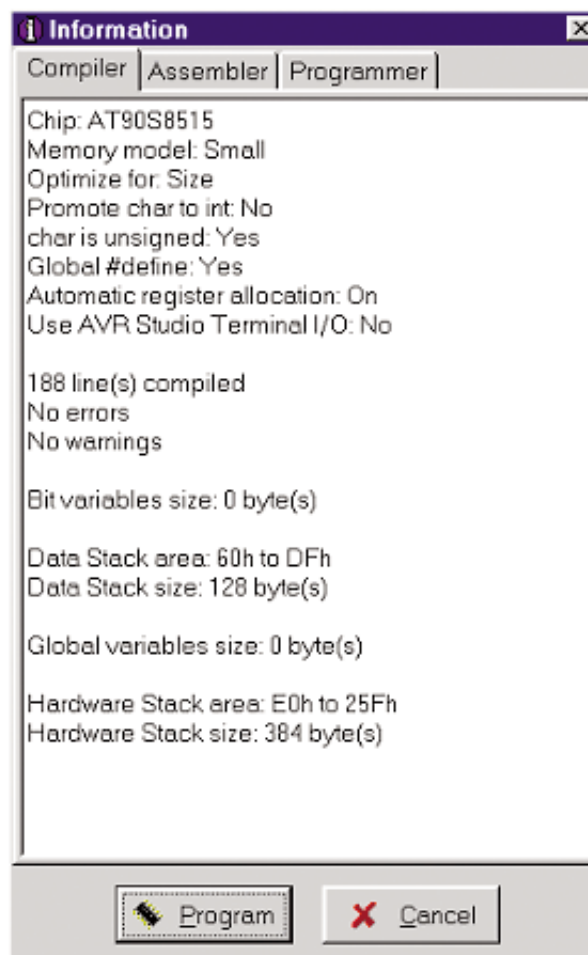 Information
Compiler Assembler Programmer
Chip: AT90S8515
Memory model: Small
Optimize for: Size
Promote char to int: No
char is unsigned: Yes
Global #define: Yes
Automatic register allocation: On
Use AVR Studio Terminal I/O: No
188 line(s) compiled
No errors
No warnings
Bit variables size: 0 byte(s)
Data Stack area: 60h to DFh
Data Stack size: 128 byte(s)
Global variables size: 0 byte(s)
Hardware Stack area: E0h to 25Fh
Hardware Stack size: 384 byte(s)
Program Cancel